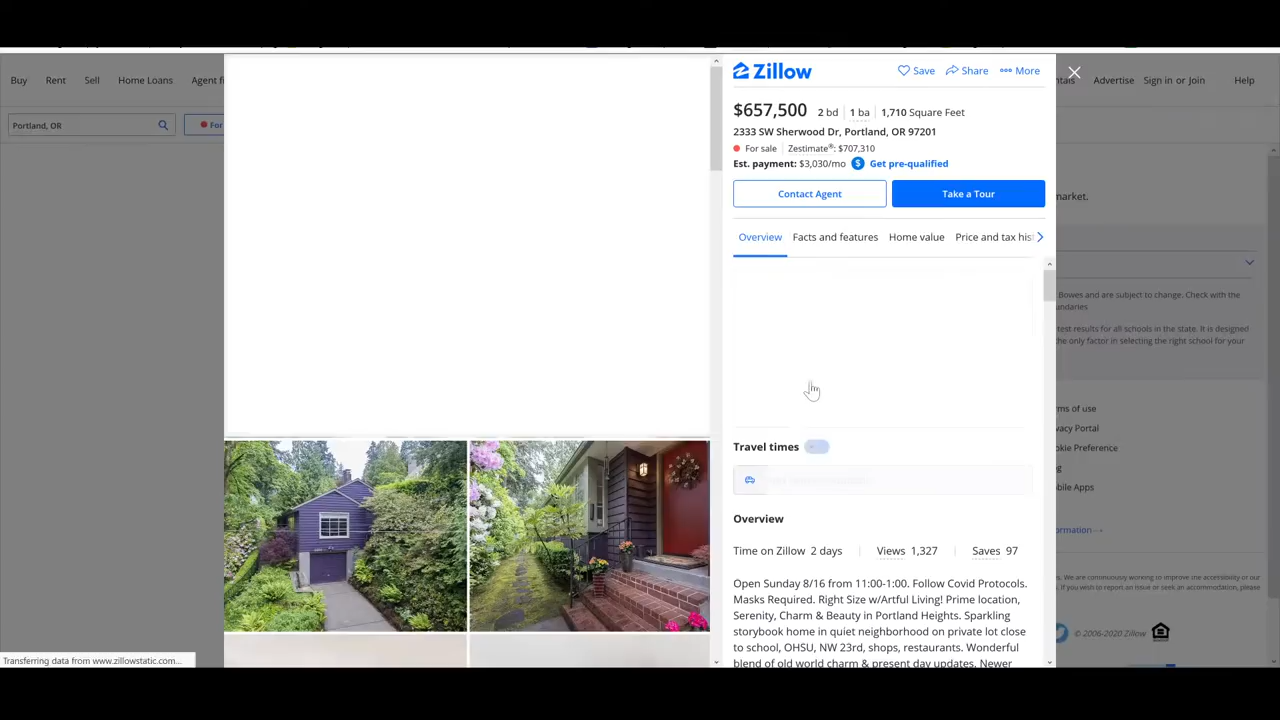 Buy
Rent
Sell
Home Loans
Agent fi
Advertise
Sign in or Join
Help
Portland, OR
For
Zillow
Save
Share
More
$657,500
2 bd
1 ba
1,710 Square Feet
2333 SW Sherwood Dr, Portland, OR 97201
For sale
Zestimate®: $707,310
Est. payment: $3,030/mo
$ Get pre-qualified
Contact Agent
Take a Tour
Overview
Facts and features
Home value
Price and tax his
Travel times
Overview
Time on Zillow 2 days
Views 1,327
Saves 97
Open Sunday 8/16 from 11:00-1:00. Follow Covid Protocols.
Masks Required. Right Size w/Artful Living! Prime location,
Serenity, Charm & Beauty in Portland Heights. Sparkling
storybook home in quiet neighborhood on private lot close
to school, OHSU, NW 23rd, shops, restaurants. Wonderful
blend of old world charm & present day updates. Newer
market.
Bowes and are subject to change. Check with the
undaries
test results for all schools in the state. It is designed
the only factor in selecting the right school for your
ms of use
ivacy Portal
okie Preference
bile Apps
ormation
© 2006-2020 Zillow
Transferring data from www.zillowstatic.com...